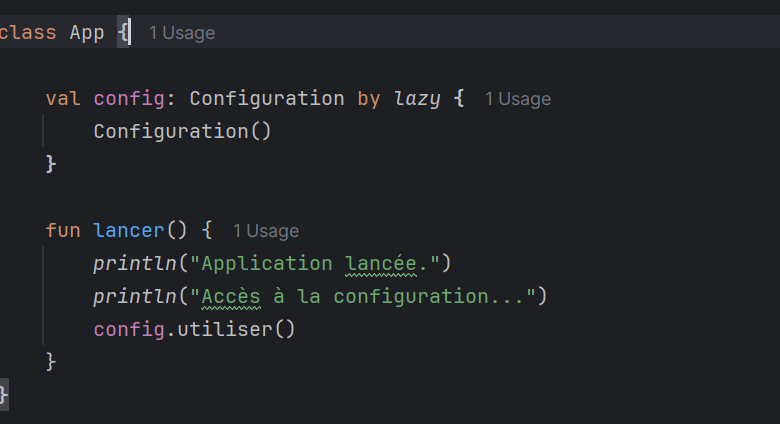 class App { 1 Usage
val config: Configuration by lazy { 1 Usage
Configuration()
}
fun lancer() { 1 Usage
println("Application lancée.")
println("Accès à la configuration...")
config.utiliser()
}
}